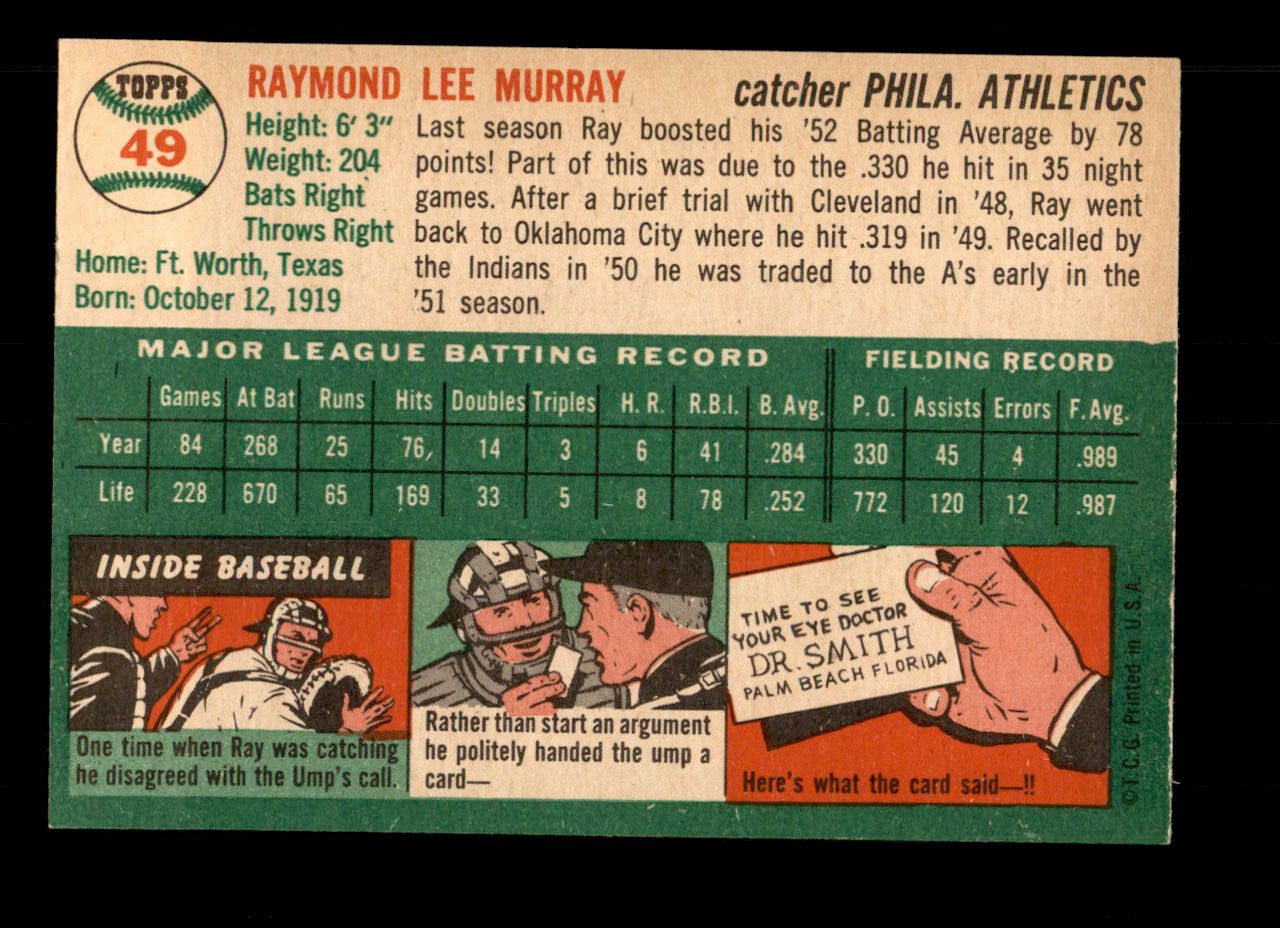 TOPPS
49
RAYMOND LEE MURRAY
catcher PHILA. ATHLETICS
Height: 6' 3"
Weight: 204
Bats Right
Throws Right
Home: Ft. Worth, Texas
Born: October 12, 1919
Last season Ray boosted his '52 Batting Average by 78
points! Part of this was due to the .330 he hit in 35 night
games. After a brief trial with Cleveland in '48, Ray went
back to Oklahoma City where he hit .319 in '49. Recalled by
the Indians in '50 he was traded to the A's early in the
'51 season.
MAJOR LEAGUE BATTING RECORD FIELDING RECORD
Games At Bat Runs Hits Doubles Triples H. R. R.B.I. B. Avg. P. O. Assists Errors F. Avg.
Year 84 268 25 76 14 3 6 41 .284 330 45 4 .989
Life 228 670 65 169 33 5 8 78 .252 772 120 12 .987
INSIDE BASEBALL
One time when Ray was catching
he disagreed with the Ump's call.
Rather than start an argument
he politely handed the ump a
card—
TIME TO SEE
YOUR EYE DOCTOR
DR. SMITH
PALM BEACH FLORIDA
Here's what the card said—!!
© T.C.G. Printed in U.S.A.